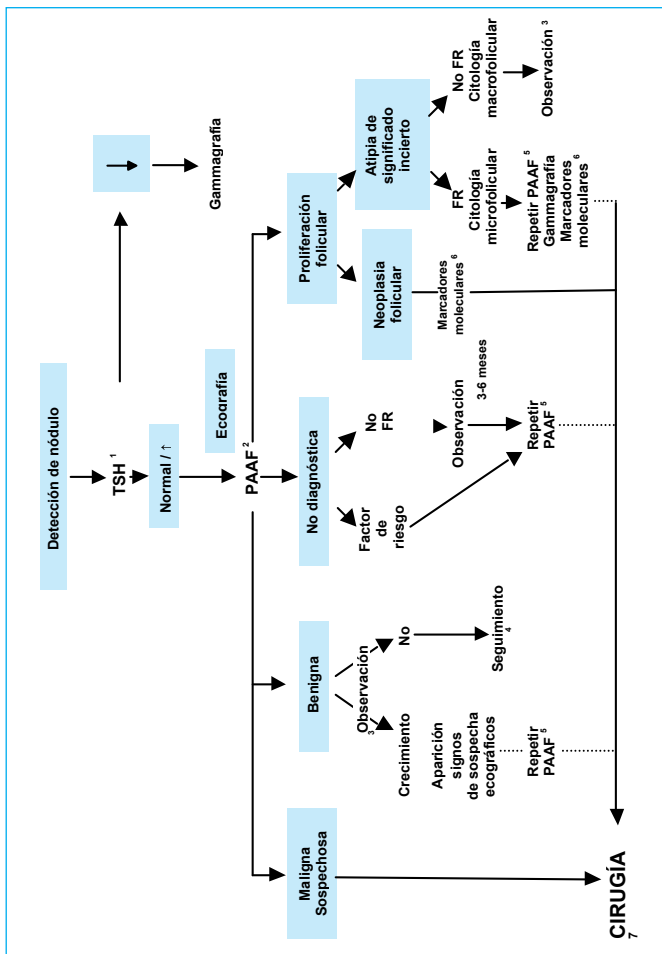 Detección de nódulo
TSH 1
↓
Gammagrafía
Normal / ↑
Ecografía
PAAF 2
Maligna
Sospechosa
Benigna
Observación
3
Crecimiento
No
Aparición
signos
de sospecha
ecográficos
Seguimiento
4
Repetir
PAAF 5
No diagnóstica
Factor
de
riesgo
No
FR
Observación
3-6 meses
Repetir
PAAF 5
Proliferación
folicular
Neoplasia
folicular
Marcadores
moleculares 6
Atipia de
significado
incierto
FR
Citología
microfolicular
No FR
Citología
macrofolicular
Repetir PAAF 5
Gammagrafía
Marcadores
moleculares 6
Observación 3
CIRUGÍA
7